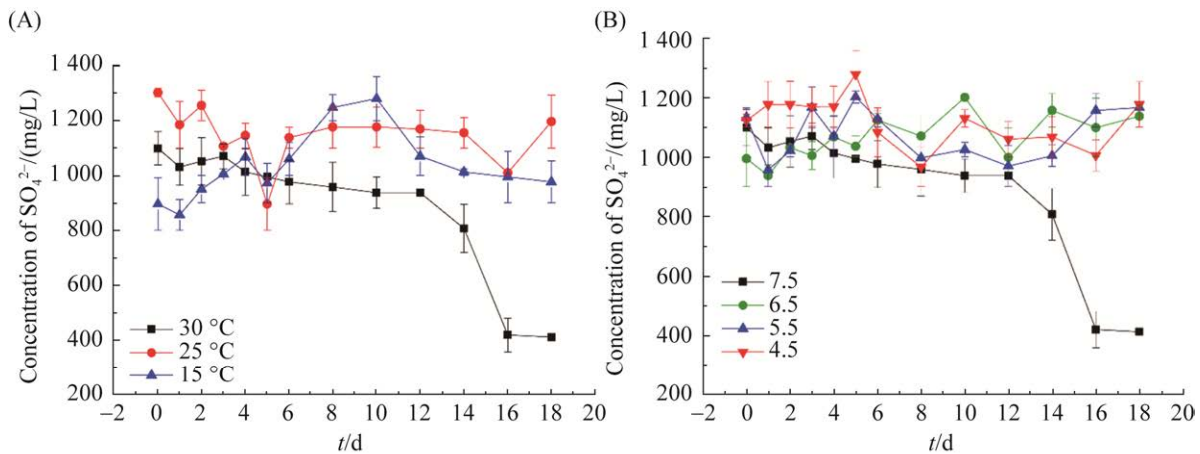 (A)
Concentration of SO₄²⁻/(mg/L)
1 400
1 200
1 000
800
600
400
200
30 °C
25 °C
15 °C
−2 0 2 4 6 8 10 12 14 16 18 20
t/d
(B)
Concentration of SO₄²⁻/(mg/L)
1 400
1 200
1 000
800
600
400
200
7.5
6.5
5.5
4.5
−2 0 2 4 6 8 10 12 14 16 18 20
t/d